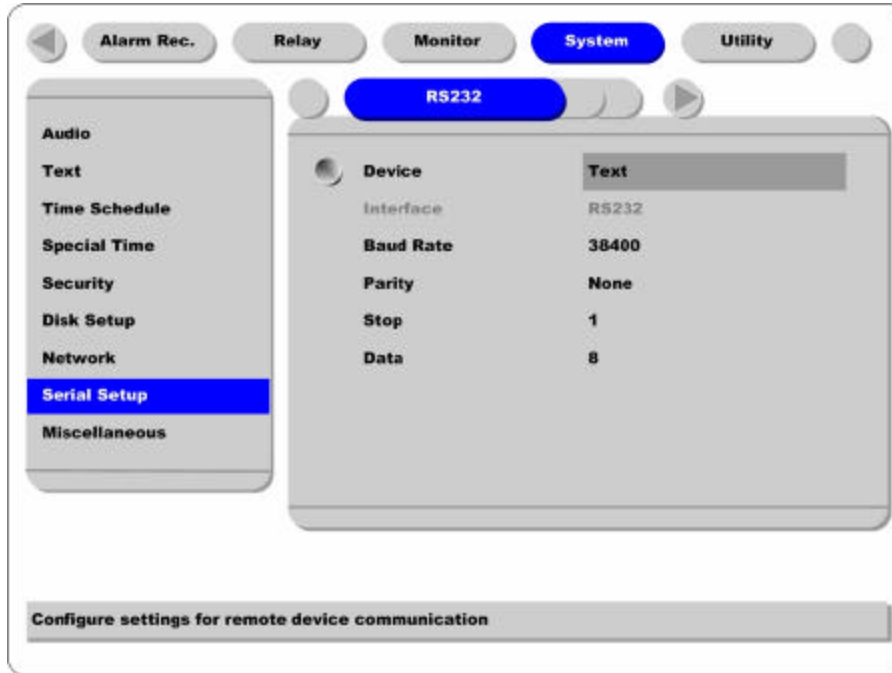 Alarm Rec. Relay Monitor System Utility
RS232
Audio
Text
Time Schedule
Special Time
Security
Disk Setup
Network
Serial Setup
Miscellaneous
Device Text
Interface RS232
Baud Rate 38400
Parity None
Stop 1
Data 8
Configure settings for remote device communication